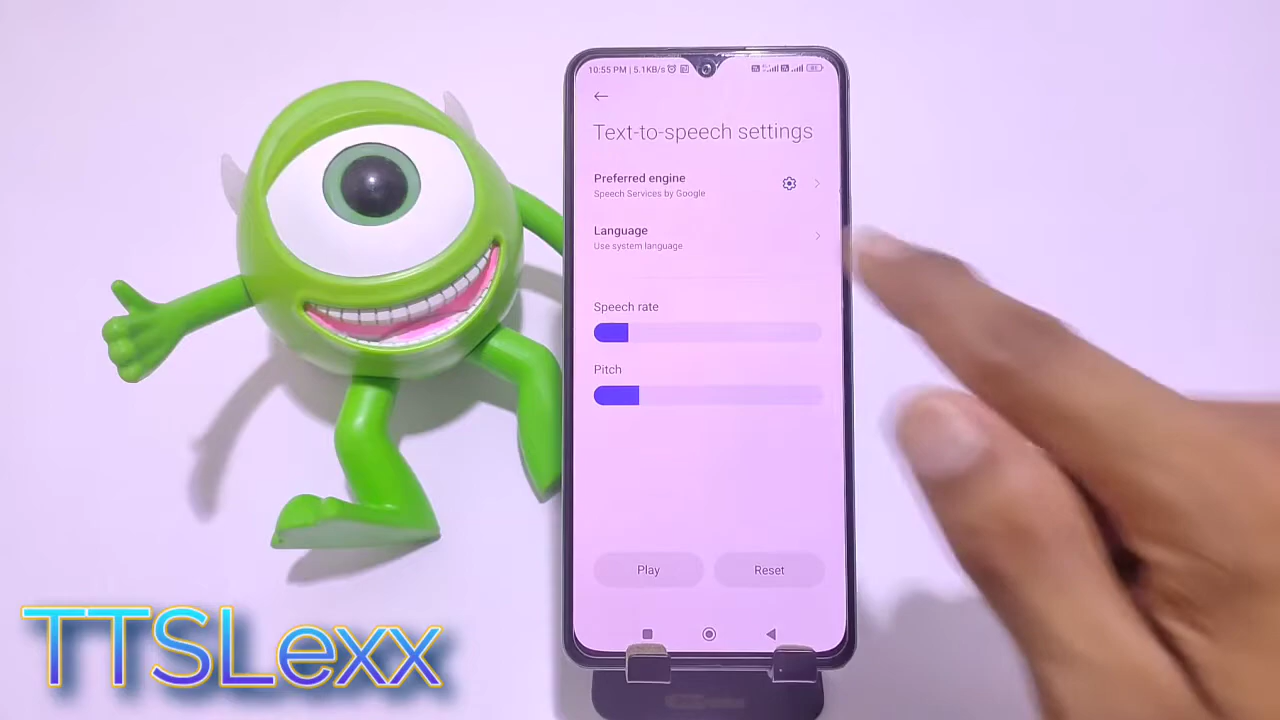 10:55 PM | 5.1KB/s
Text-to-speech settings
Preferred engine
Speech Services by Google
Language
Use system language
Speech rate
Pitch
Play
Reset
TTSLexx